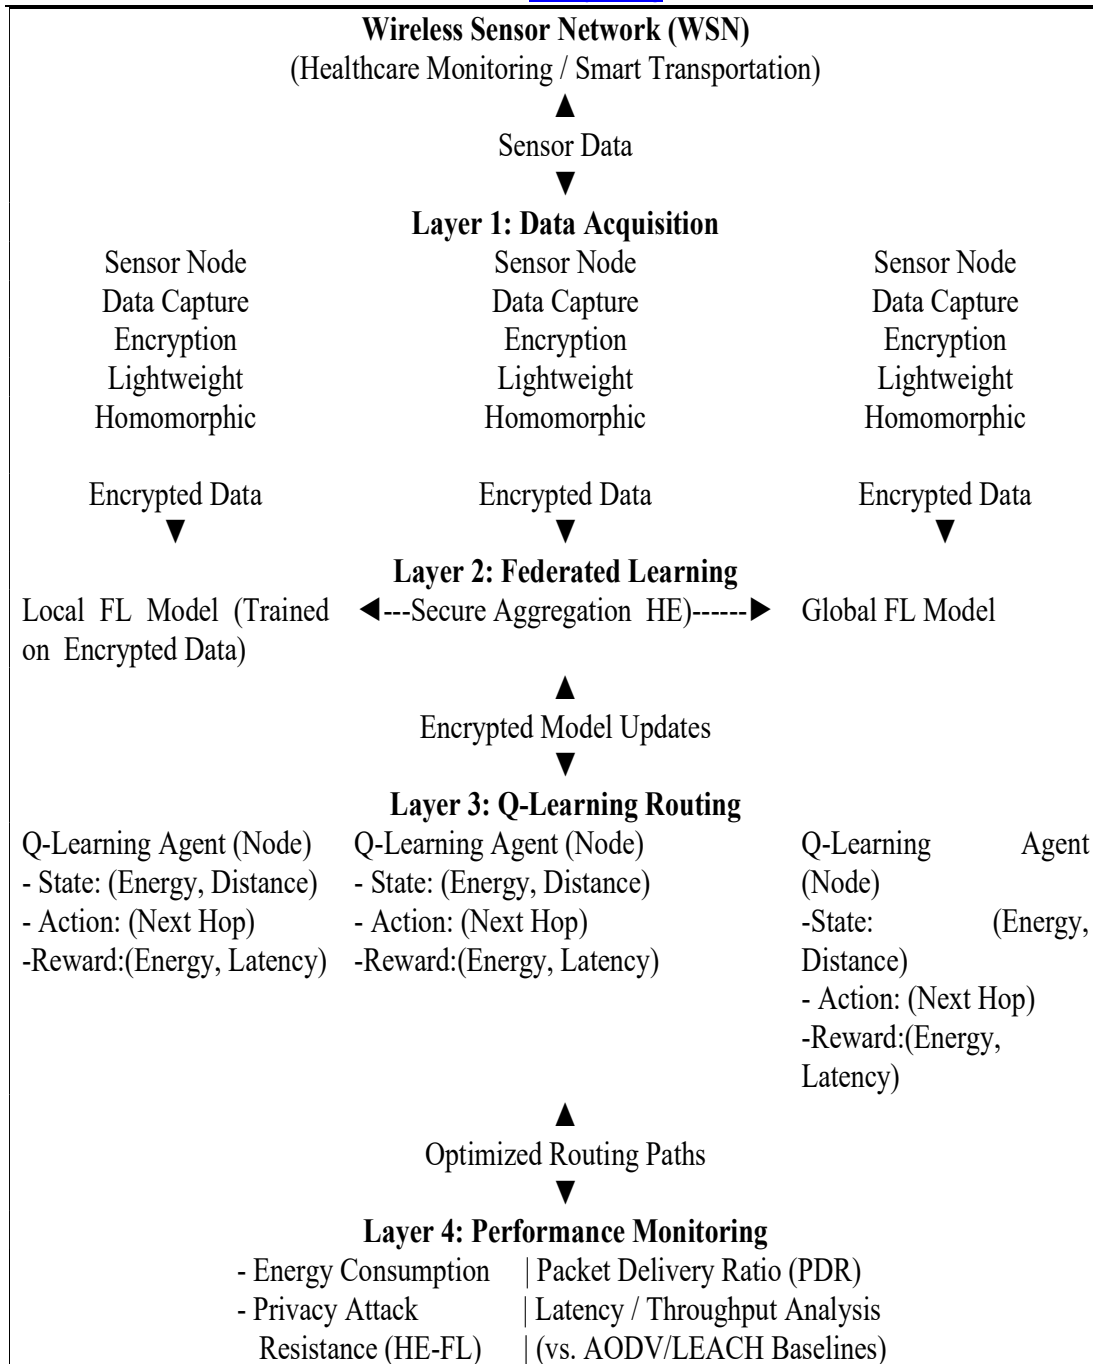 Wireless Sensor Network (WSN)
(Healthcare Monitoring / Smart Transportation)
▲
Sensor Data
▼
Layer 1: Data Acquisition
Sensor Node Sensor Node Sensor Node
Data Capture Data Capture Data Capture
Encryption Encryption Encryption
Lightweight Lightweight Lightweight
Homomorphic Homomorphic Homomorphic
Encrypted Data Encrypted Data Encrypted Data
▼ ▼ ▼
Layer 2: Federated Learning
Local FL Model (Trained ◄---Secure Aggregation HE)------► Global FL Model
on Encrypted Data)
▲
Encrypted Model Updates
▼
Layer 3: Q-Learning Routing
Q-Learning Agent (Node)
- State: (Energy, Distance)
- Action: (Next Hop)
-Reward:(Energy, Latency)
Q-Learning Agent (Node)
- State: (Energy, Distance)
- Action: (Next Hop)
-Reward:(Energy, Latency)
Q-Learning Agent
(Node)
-State: (Energy,
Distance)
- Action: (Next Hop)
-Reward:(Energy,
Latency)
▲
Optimized Routing Paths
▼
Layer 4: Performance Monitoring
- Energy Consumption | Packet Delivery Ratio (PDR)
- Privacy Attack | Latency / Throughput Analysis
Resistance (HE-FL) | (vs. AODV/LEACH Baselines)